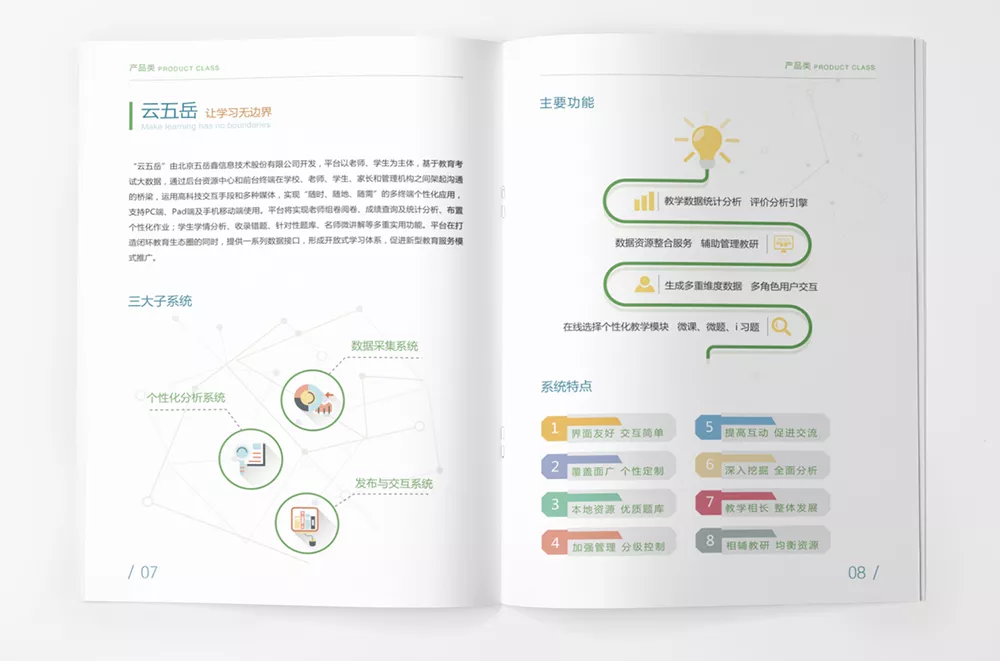 产品类 PRODUCT CLASS
云五岳 让学习无边界
Make learning has no boundaries
“云五岳”由北京五岳鑫信息技术股份有限公司开发，平台以老师、学生为主体，基于教育考
试大数据，通过后台资源中心和前台终端在学校、老师、学生、家长和管理机构之间架起沟通
的桥梁，运用高科技交互手段和多种媒体，实现“随时、随地、随需”的多终端个性化应用，
支持PC端、Pad端及手机移动端使用。平台将实现老师组卷阅卷、成绩查询及统计分析、布置
个性化作业；学生学情分析、收录错题、针对性题库、名师微讲解等多重实用功能。平台在打
造闭环教育生态圈的同时，提供一系列数据接口，形成开放式学习体系，促进新型教育服务模
式推广。
三大子系统
数据采集系统
个性化分析系统
发布与交互系统
/ 07
产品类 PRODUCT CLASS
主要功能
教学数据统计分析 评价分析引擎
数据资源整合服务 辅助管理教研
生成多重维度数据 多角色用户交互
在线选择个性化教学模块 微课、微题、i 习题
系统特点
1 界面友好 交互简单
2 覆盖面广 个性定制
3 本地资源 优质题库
4 加强管理 分级控制
5 提高互动 促进交流
6 深入挖掘 全面分析
7 教学相长 整体发展
8 相辅教研 均衡资源
08 /